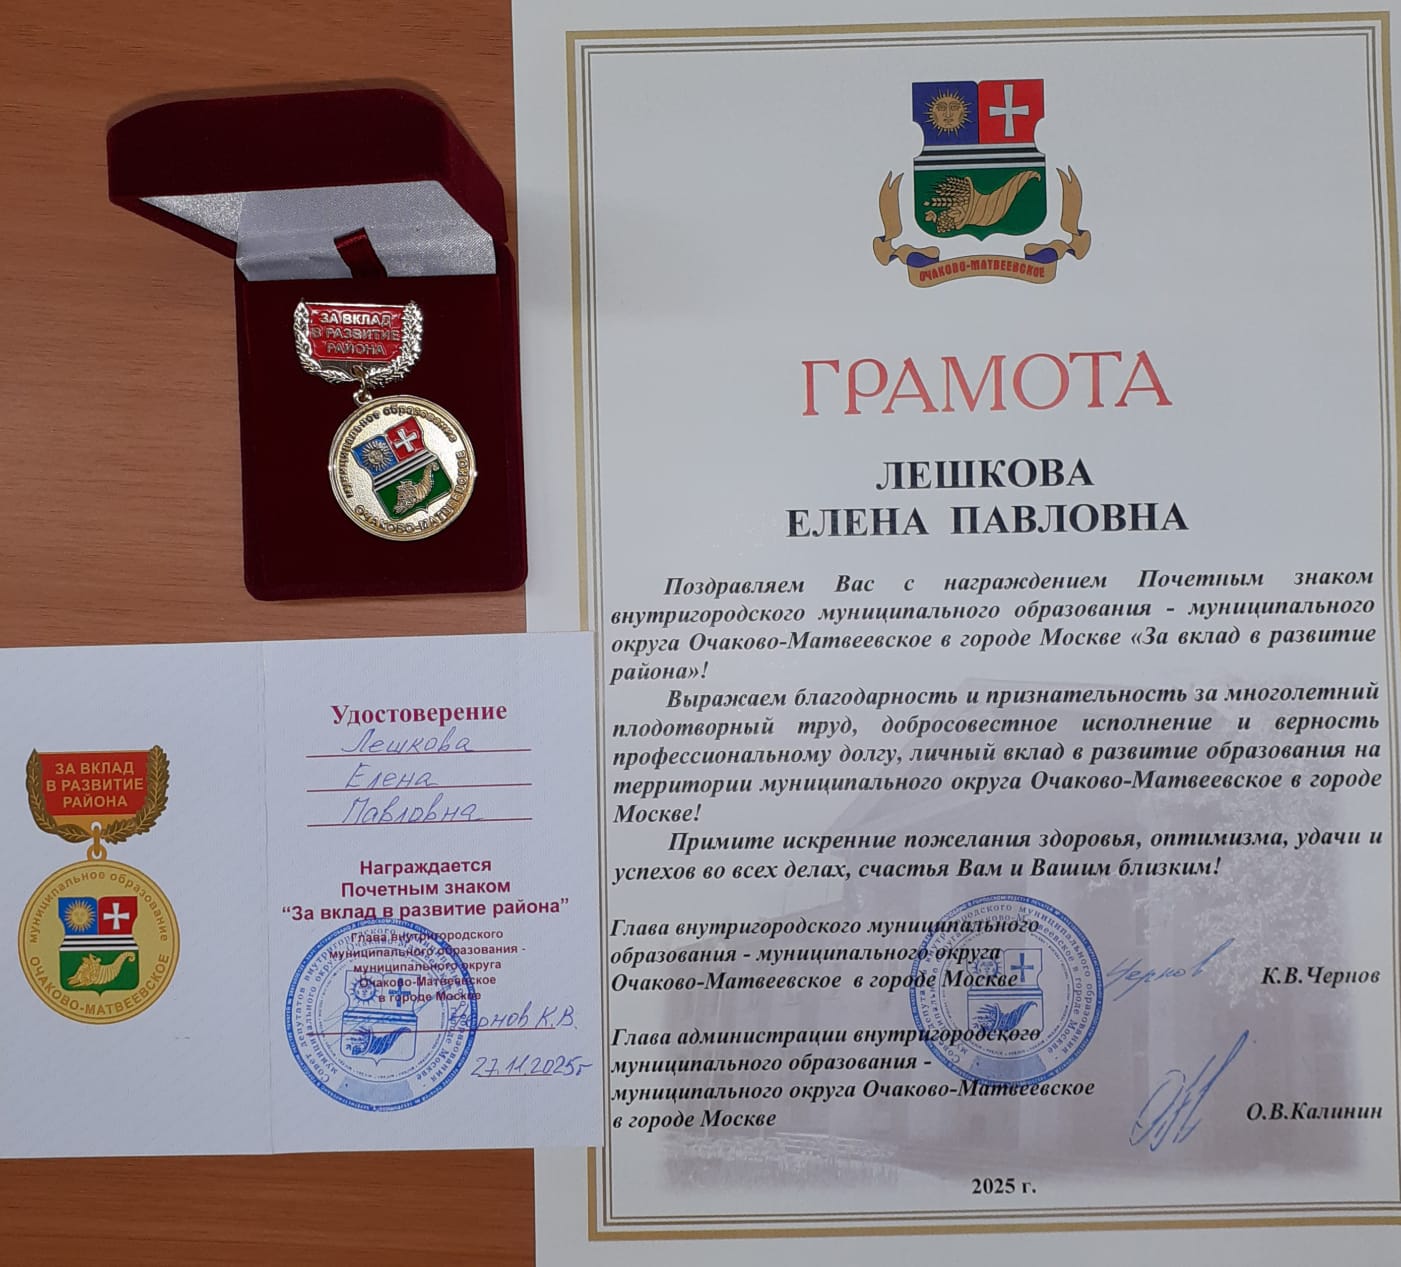 ЗА ВКЛАД
В РАЗВИТИЕ
РАЙОНА
муниципальное образование
ОЧАКОВО-МАТВЕЕВСКОЕ
ОЧАКОВО-МАТВЕЕВСКОЕ
ГРАМОТА
ЛЕШКОВА
ЕЛЕНА ПАВЛОВНА
Поздравляем Вас с награждением Почетным знаком
внутригородского муниципального образования - муниципального
округа Очаково-Матвеевское в городе Москве «За вклад в развитие
района»!
Выражаем благодарность и признательность за многолетний
плодотворный труд, добросовестное исполнение и верность
профессиональному долгу, личный вклад в развитие образования на
территории муниципального округа Очаково-Матвеевское в городе
Москве!
Примите искренние пожелания здоровья, оптимизма, удачи и
успехов во всех делах, счастья Вам и Вашим близким!
Глава внутригородского муниципального
образования - муниципального округа
Очаково-Матвеевское в городе Москве
Чернов
К.В.Чернов
Глава администрации внутригородского
муниципального образования -
муниципального округа Очаково-Матвеевское
в городе Москве
О.В.Калинин
2025 г.
ЗА ВКЛАД
В РАЗВИТИЕ
РАЙОНА
муниципальное образование
ОЧАКОВО-МАТВЕЕВСКОЕ
Удостоверение
Лешкова
Елена
Павловна
Награждается
Почетным знаком
“За вклад в развитие района”
Глава внутригородского
муниципального образования -
муниципального округа
Очаково-Матвеевское
в городе Москве
Чернов К.В.
27.11.2025г